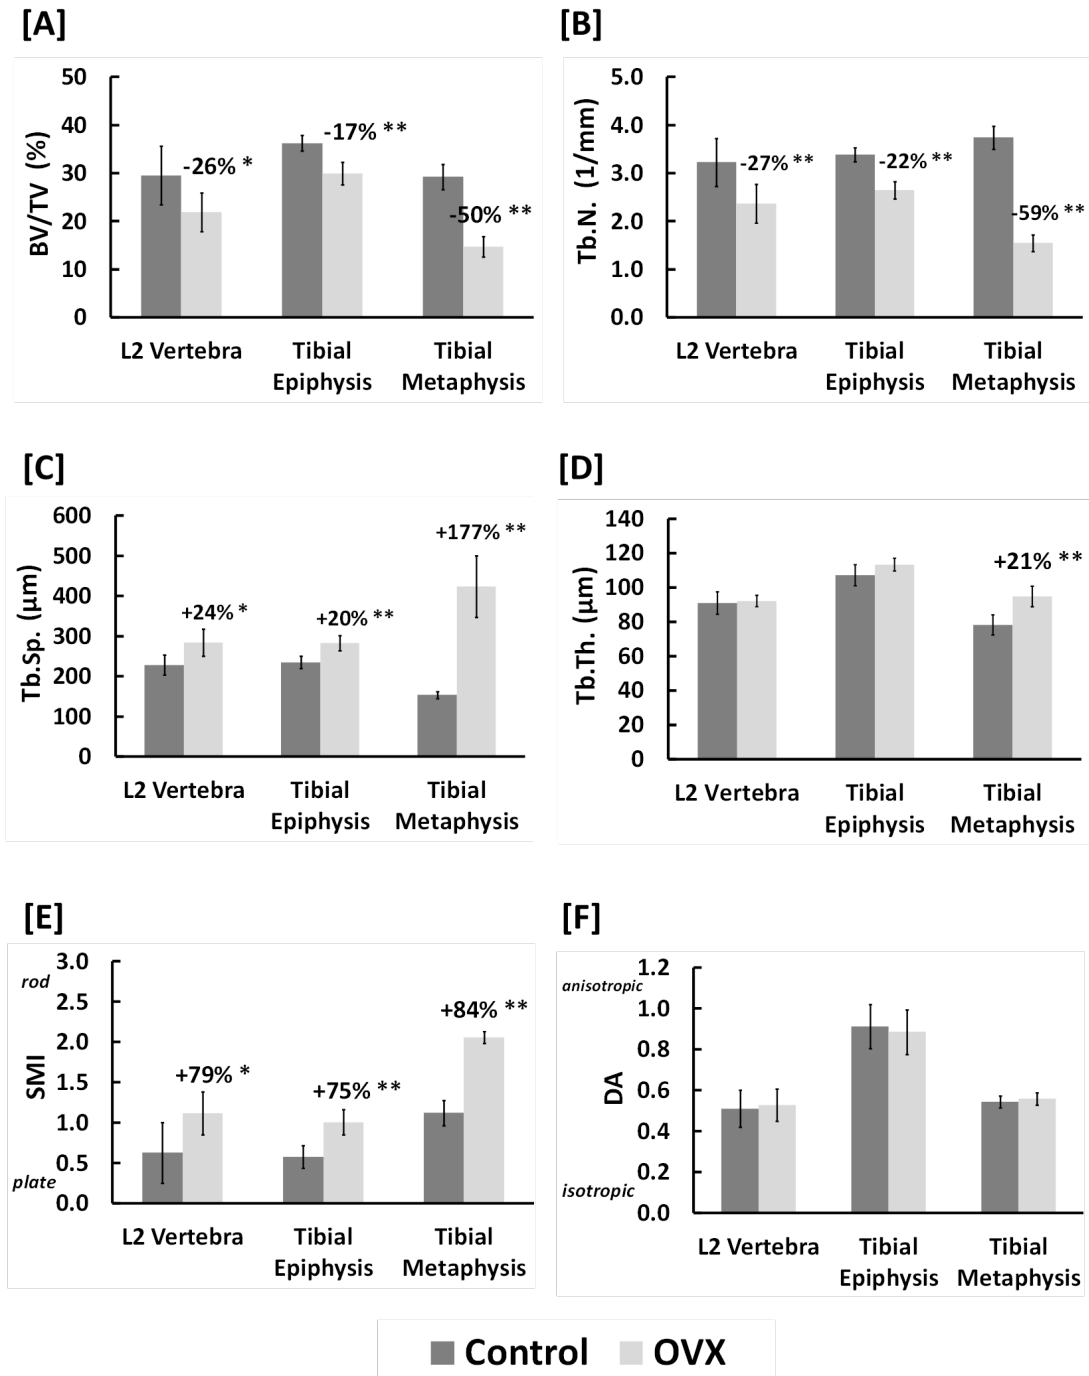 [A]
BV/TV (%)
50
40
30
20
10
0
-26% *
-17% **
-50% **
L2 Vertebra
Tibial
Epiphysis
Tibial
Metaphysis
[B]
Tb.N. (1/mm)
5.0
4.0
3.0
2.0
1.0
0.0
-27% **
-22% **
-59% **
L2 Vertebra
Tibial
Epiphysis
Tibial
Metaphysis
[C]
Tb.Sp. (μm)
600
500
400
300
200
100
0
+24% *
+20% **
+177% **
L2 Vertebra
Tibial
Epiphysis
Tibial
Metaphysis
[D]
Tb.Th. (μm)
140
120
100
80
60
40
20
0
+21% **
L2 Vertebra
Tibial
Epiphysis
Tibial
Metaphysis
[E]
SMI
rod
plate
3.0
2.5
2.0
1.5
1.0
0.5
0.0
+79% *
+75% **
+84% **
L2 Vertebra
Tibial
Epiphysis
Tibial
Metaphysis
[F]
DA
anisotropic
isotropic
1.2
1.0
0.8
0.6
0.4
0.2
0.0
L2 Vertebra
Tibial
Epiphysis
Tibial
Metaphysis
Control
OVX